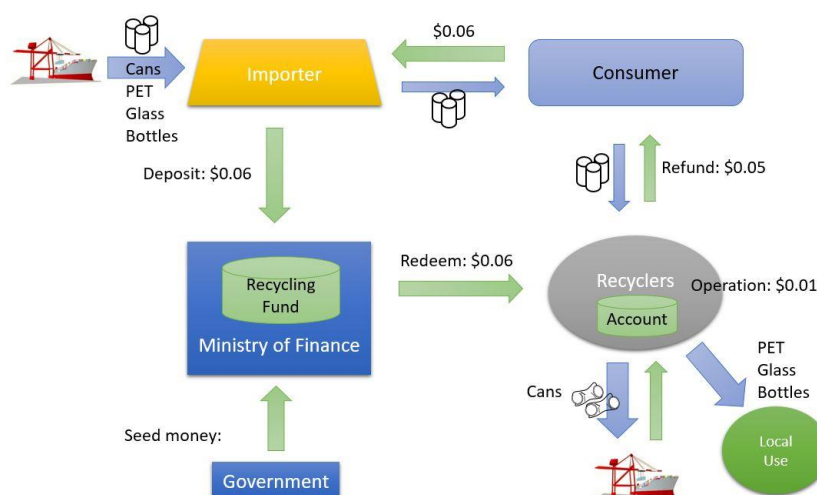 $0.06
Cans
PET
Glass
Bottles
Importer
Consumer
Deposit: $0.06
Refund: $0.05
Redeem: $0.06
Recycling
Fund
Ministry of Finance
Recyclers
Operation: $0.01
Account
PET
Glass
Bottles
Cans
Seed money:
Local
Use
Government